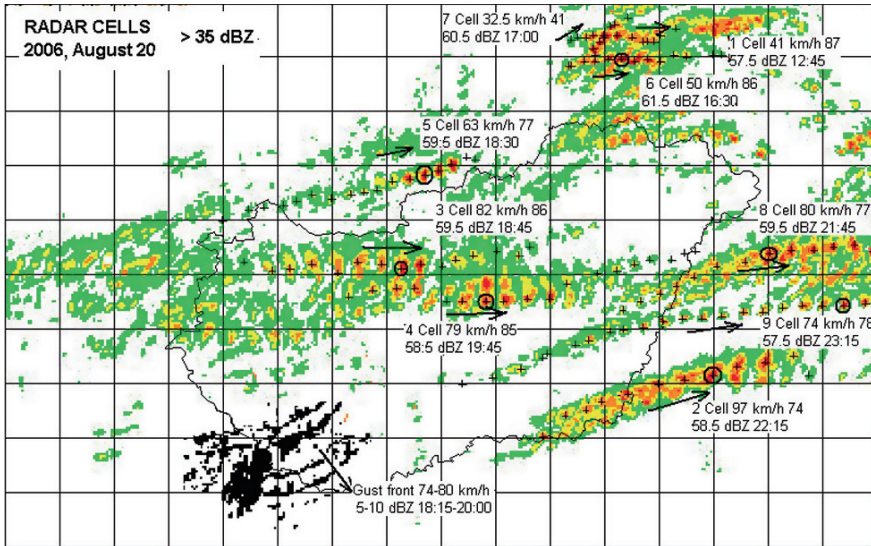 RADAR CELLS
2006, August 20 > 35 dBZ
7 Cell 32.5 km/h 41
60.5 dBZ 17:00
1 Cell 41 km/h 87
57.5 dBZ 12:45
6 Cell 50 km/h 86
61.5 dBZ 16:30
5 Cell 63 km/h 77
59.5 dBZ 18:30
3 Cell 82 km/h 86
59.5 dBZ 18:45
8 Cell 80 km/h 77
59.5 dBZ 21:45
4 Cell 79 km/h 85
58.5 dBZ 19:45
9 Cell 74 km/h 78
57.5 dBZ 23:15
2 Cell 97 km/h 74
58.5 dBZ 22:15
Gust front 74-80 km/h
5-10 dBZ 18:15-20:00